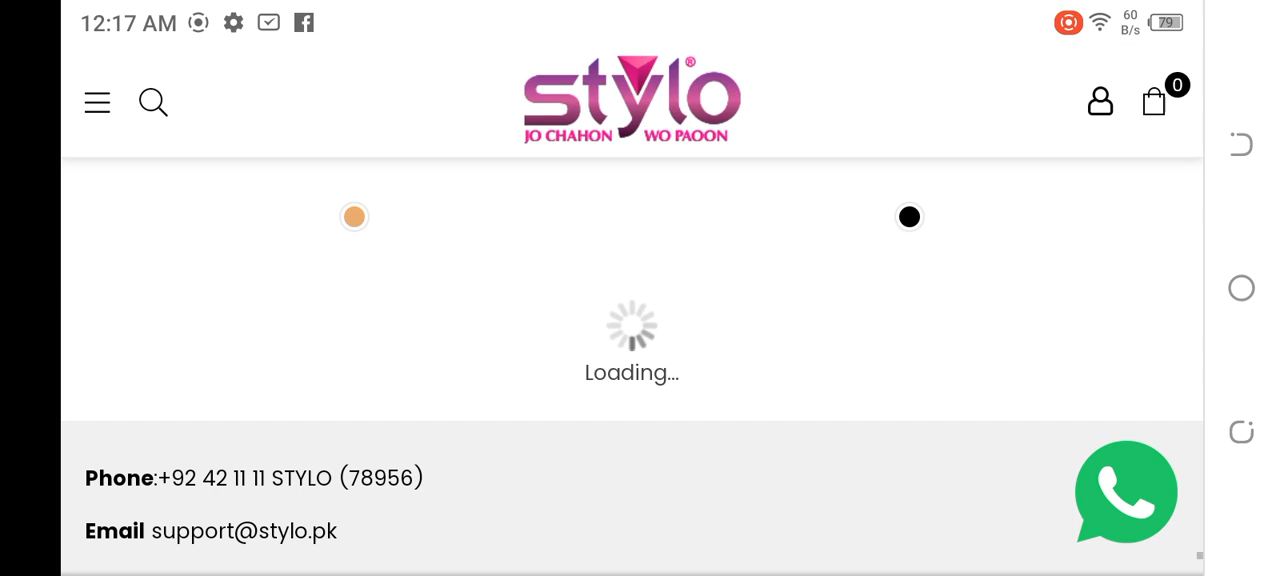 12:17 AM
60
B/s
79
stylo®
JO CHAHON WO PAOON
0
Loading...
Phone:+92 42 11 11 STYLO (78956)
Email support@stylo.pk